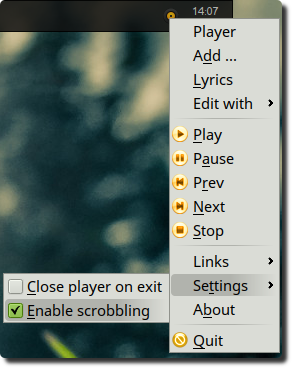 14:07
Player
Add ...
Lyrics
Edit with
Play
Pause
Prev
Next
Stop
Links
Settings
Close player on exit
Enable scrobbling
About
Quit